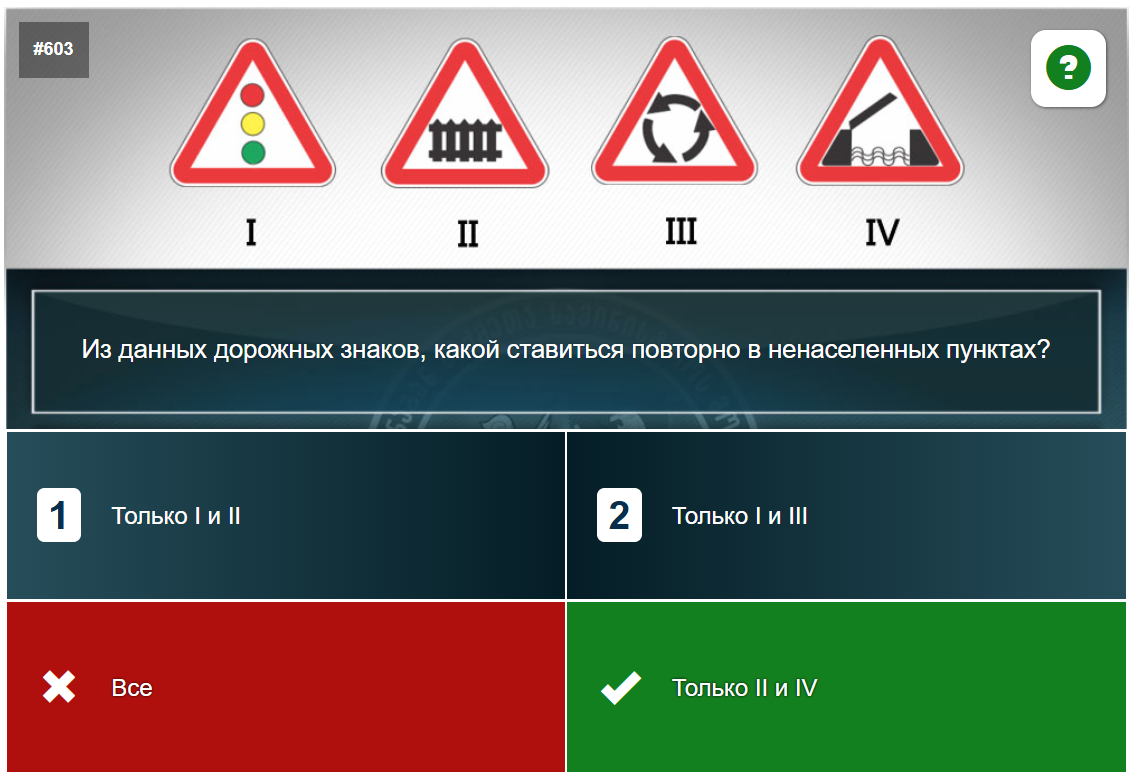 #603
?
I II III IV
Из данных дорожных знаков, какой ставиться повторно в ненаселенных пунктах?
1 Только I и II
2 Только I и III
Все
Только II и IV